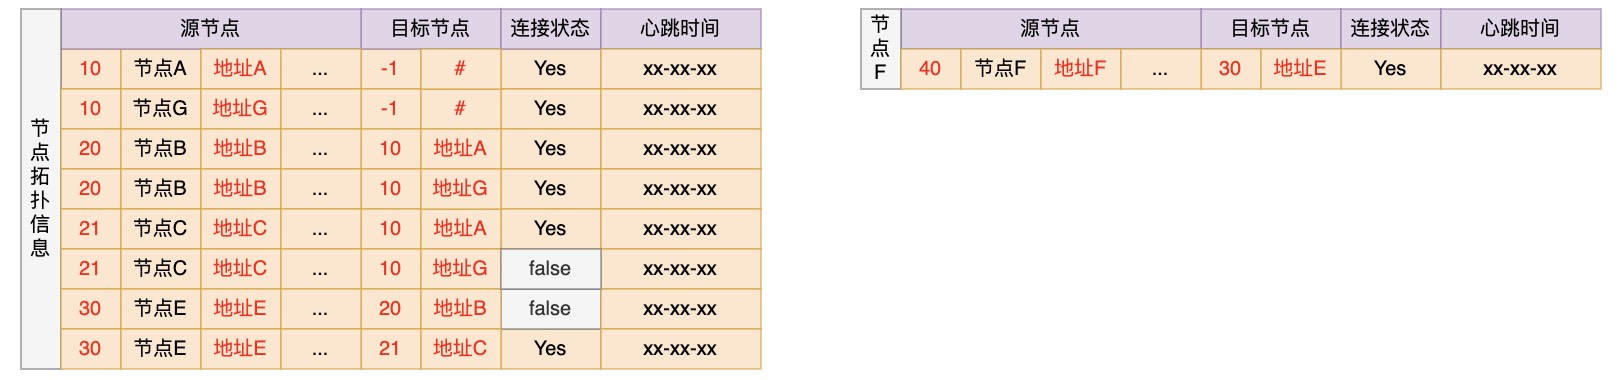 节点拓扑信息
源节点 目标节点 连接状态 心跳时间
10 节点A 地址A ... -1 # Yes xx-xx-xx
10 节点G 地址G ... -1 # Yes xx-xx-xx
20 节点B 地址B ... 10 地址A Yes xx-xx-xx
20 节点B 地址B ... 10 地址G Yes xx-xx-xx
21 节点C 地址C ... 10 地址A Yes xx-xx-xx
21 节点C 地址C ... 10 地址G false xx-xx-xx
30 节点E 地址E ... 20 地址B false xx-xx-xx
30 节点E 地址E ... 21 地址C Yes xx-xx-xx
节点F
源节点 目标节点 连接状态 心跳时间
40 节点F 地址F ... 30 地址E Yes xx-xx-xx